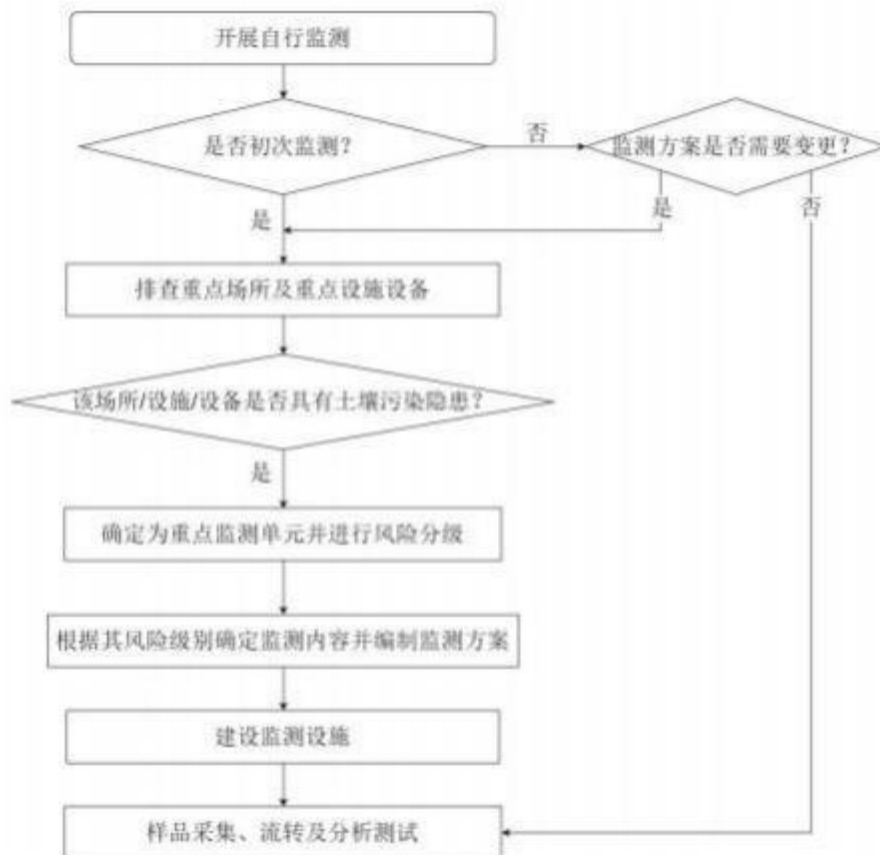 开展自行监测
是否初次监测?
否
监测方案是否需要变更?
是
是
否
排查重点场所及重点设施设备
该场所/设施/设备是否具有土壤污染隐患?
是
确定为重点监测单元并进行风险分级
根据其风险级别确定监测内容并编制监测方案
建设监测设施
样品采集、流转及分析测试